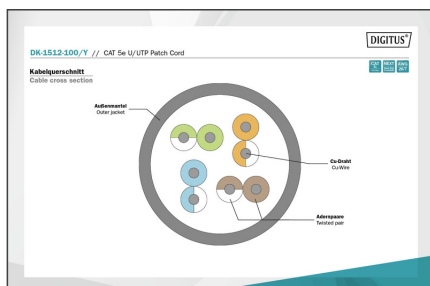 DIGITUS®
DK-1512-100/Y // CAT 5e U/UTP Patch Cord
Kabelquerschnitt
Cable cross section
Außenmantel
Outer jacket
Cu-Draht
Cu-Wire
Aderspaare
Twisted pair